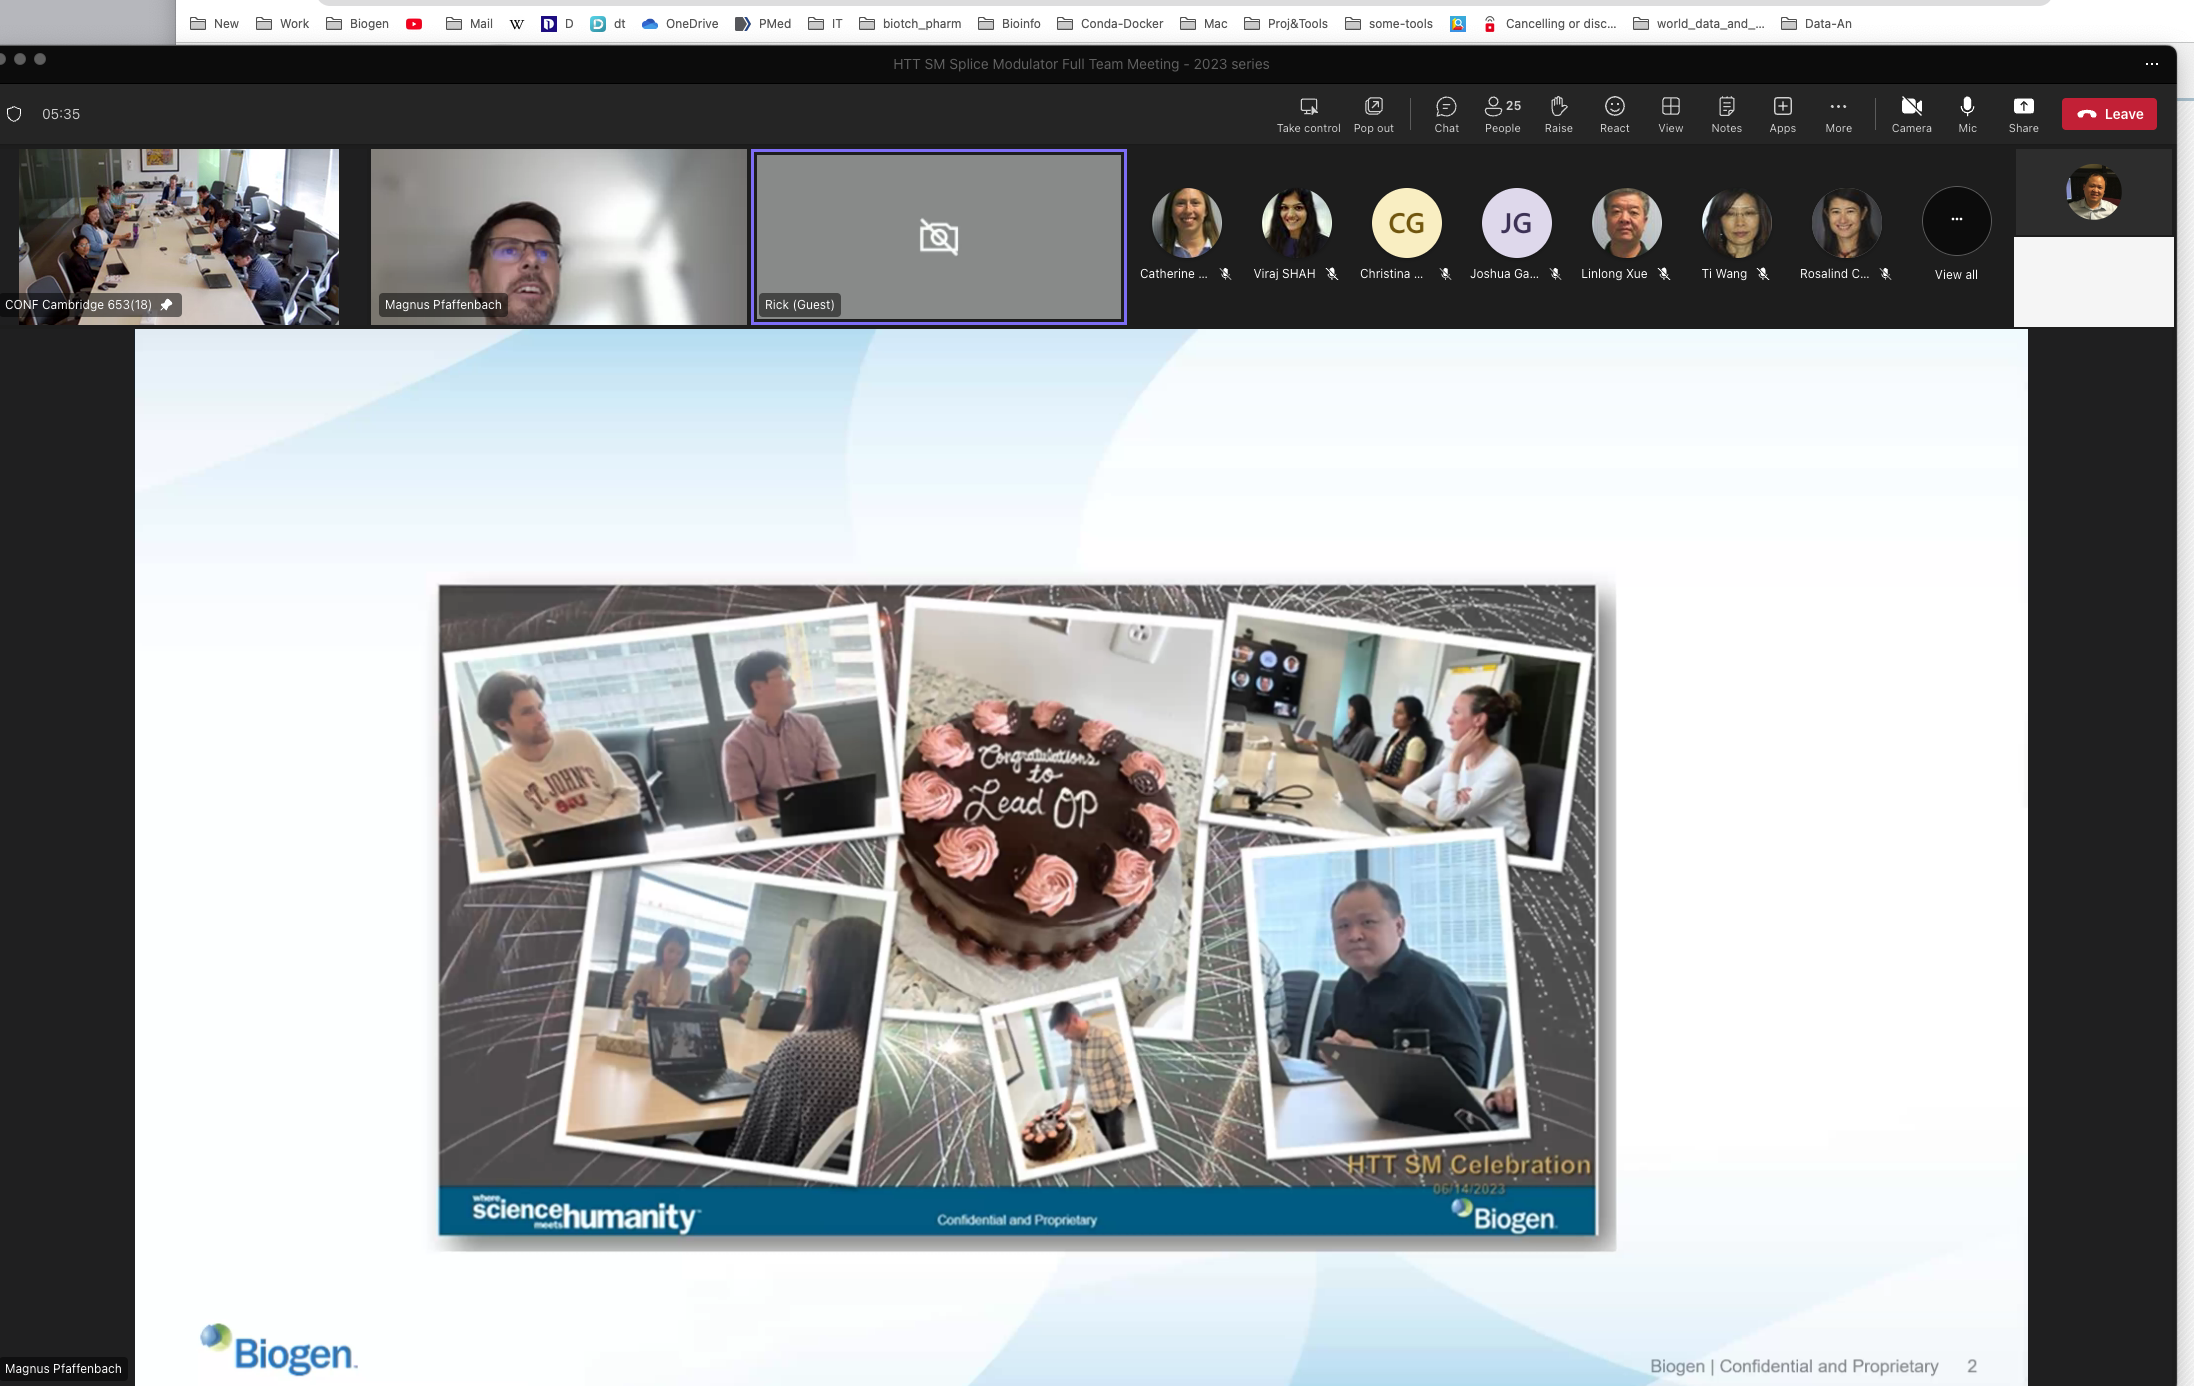 New
Work
Biogen
Mail
W
D
dt
OneDrive
PMed
IT
biotch_pharm
Bioinfo
Conda-Docker
Mac
Proj&Tools
some-tools
Cancelling or disc...
world_data_and_...
Data-An
HTT SM Splice Modulator Full Team Meeting - 2023 series
05:35
Take control
Pop out
Chat
25
People
Raise
React
View
Notes
Apps
More
Camera
Mic
Share
Leave
CONF Cambridge 653(18)
Magnus Pfaffenbach
Rick (Guest)
CG
JG
Catherine ...
Viraj SHAH
Christina ...
Joshua Ga...
Linlong Xue
Ti Wang
Rosalind C...
View all
ST. JOHN'S
Congratulations
to
Lead OP
HTT SM Celebration
06/14/2023
where
science
meets
humanity
Confidential and Proprietary
Biogen
Biogen
Magnus Pfaffenbach
Biogen | Confidential and Proprietary 2